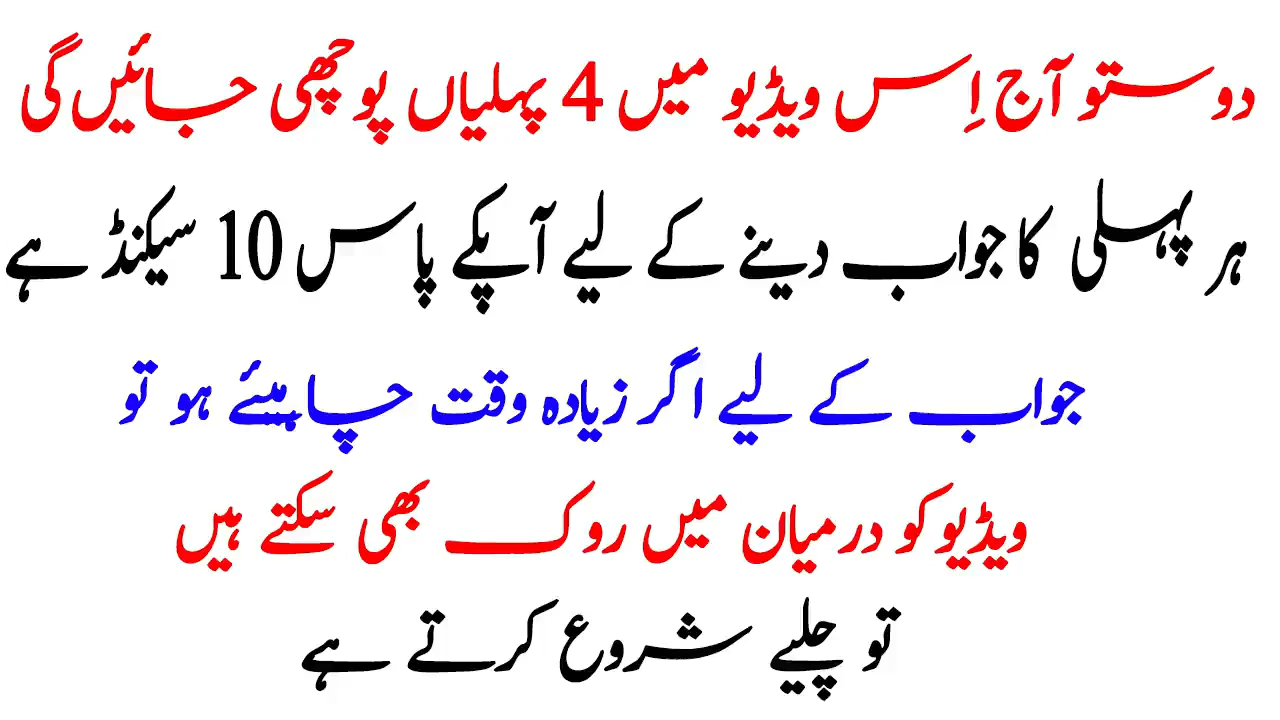 دوستو آج اِس ویڈیو میں 4 پہلیاں پوچھی جائیں گی
ہر پہلی کا جواب دینے کے لیے آپکے پاس 10 سیکنڈ ہے
جواب کے لیے اگر زیادہ وقت چاہیئے ہو تو
ویڈیو کو درمیان میں روک بھی سکتے ہیں
تو چلیے شروع کرتے ہے